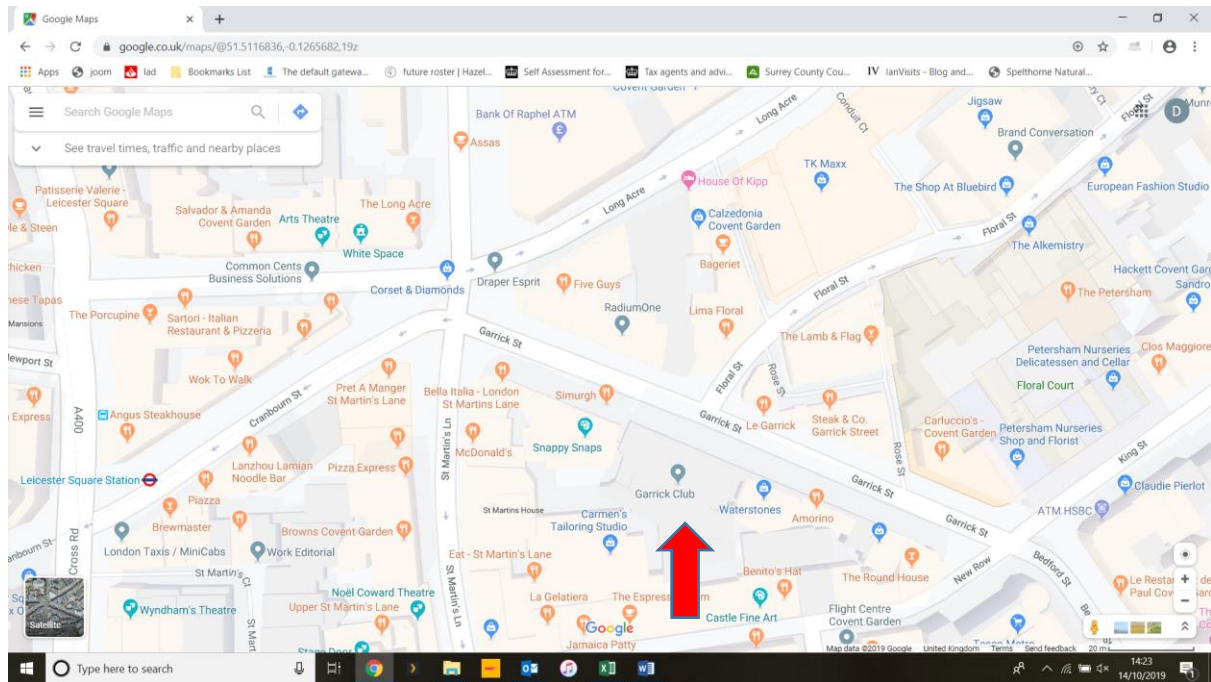 Google Maps
google.co.uk/maps/@51.5116836,-0.1265682,19z
Apps
joom
lad
Bookmarks List
The default gatewa...
future roster | Hazel...
Self Assessment for...
Tax agents and advi...
Surrey County Cou...
IanVisits - Blog and...
Spelthorne Natural...
Search Google Maps
See travel times, traffic and nearby places
Bank Of Raphel ATM
Assas
Long Acre
Conduit Ct
Jigsaw
Brand Conversation
Floral St
D
TK Maxx
House Of Kipp
The Shop At Bluebird
European Fashion Studio
Patisserie Valerie -
Leicester Square
Salvador & Amanda
Covent Garden
Arts Theatre
The Long Acre
White Space
Long Acre
Calzedonia
Covent Garden
Floral St
The Alkemistry
Common Cents
Business Solutions
Corset & Diamonds
Draper Esprit
Five Guys
Bageriet
Floral St
Hackett Covent Gar
Sandro
The Petersham
The Porcupine
Sartori - Italian
Restaurant & Pizzeria
RadiumOne
Lima Floral
Garrick St
The Lamb & Flag
Petersham Nurseries
Delicatessen and Cellar
Clos Maggiore
Wok To Walk
Pret A Manger
St Martin's Lane
Bella Italia - London
St Martins Lane
Simurgh
Floral St
Rose St
Floral Court
Express
A400
Angus Steakhouse
Cranbourn St
St Martin's Ln
McDonald's
Snappy Snaps
Garrick St
Le Garrick
Steak & Co.
Garrick Street
Carluccio's -
Covent Garden
Petersham Nurseries
Shop and Florist
King St
Leicester Square Station
Lanzhou Lamian
Noodle Bar
Pizza Express
Garrick Club
Rose St
Garrick St
Claudie Pierlot
Piazza
Brewmaster
St Martins House
Carmen's
Tailoring Studio
Waterstones
Amorino
Garrick St
ATM HSBC
London Taxis / MiniCabs
Work Editorial
Browns Covent Garden
Eat - St Martin's Lane
Cross Rd
St Martin's Ct
Noël Coward Theatre
Upper St Martin's Lane
St Martin's Ln
Benito's Hat
The Round House
New Row
Bedford St
Wyndham's Theatre
La Gelatiera
The Espress
Castle Fine Art
Flight Centre
Covent Garden
Satellite
St Mart
Google
Jamaica Patty
Map data ©2019 Google
United Kingdom
Terms
Send feedback
20 m
Type here to search
14:23
14/10/2019